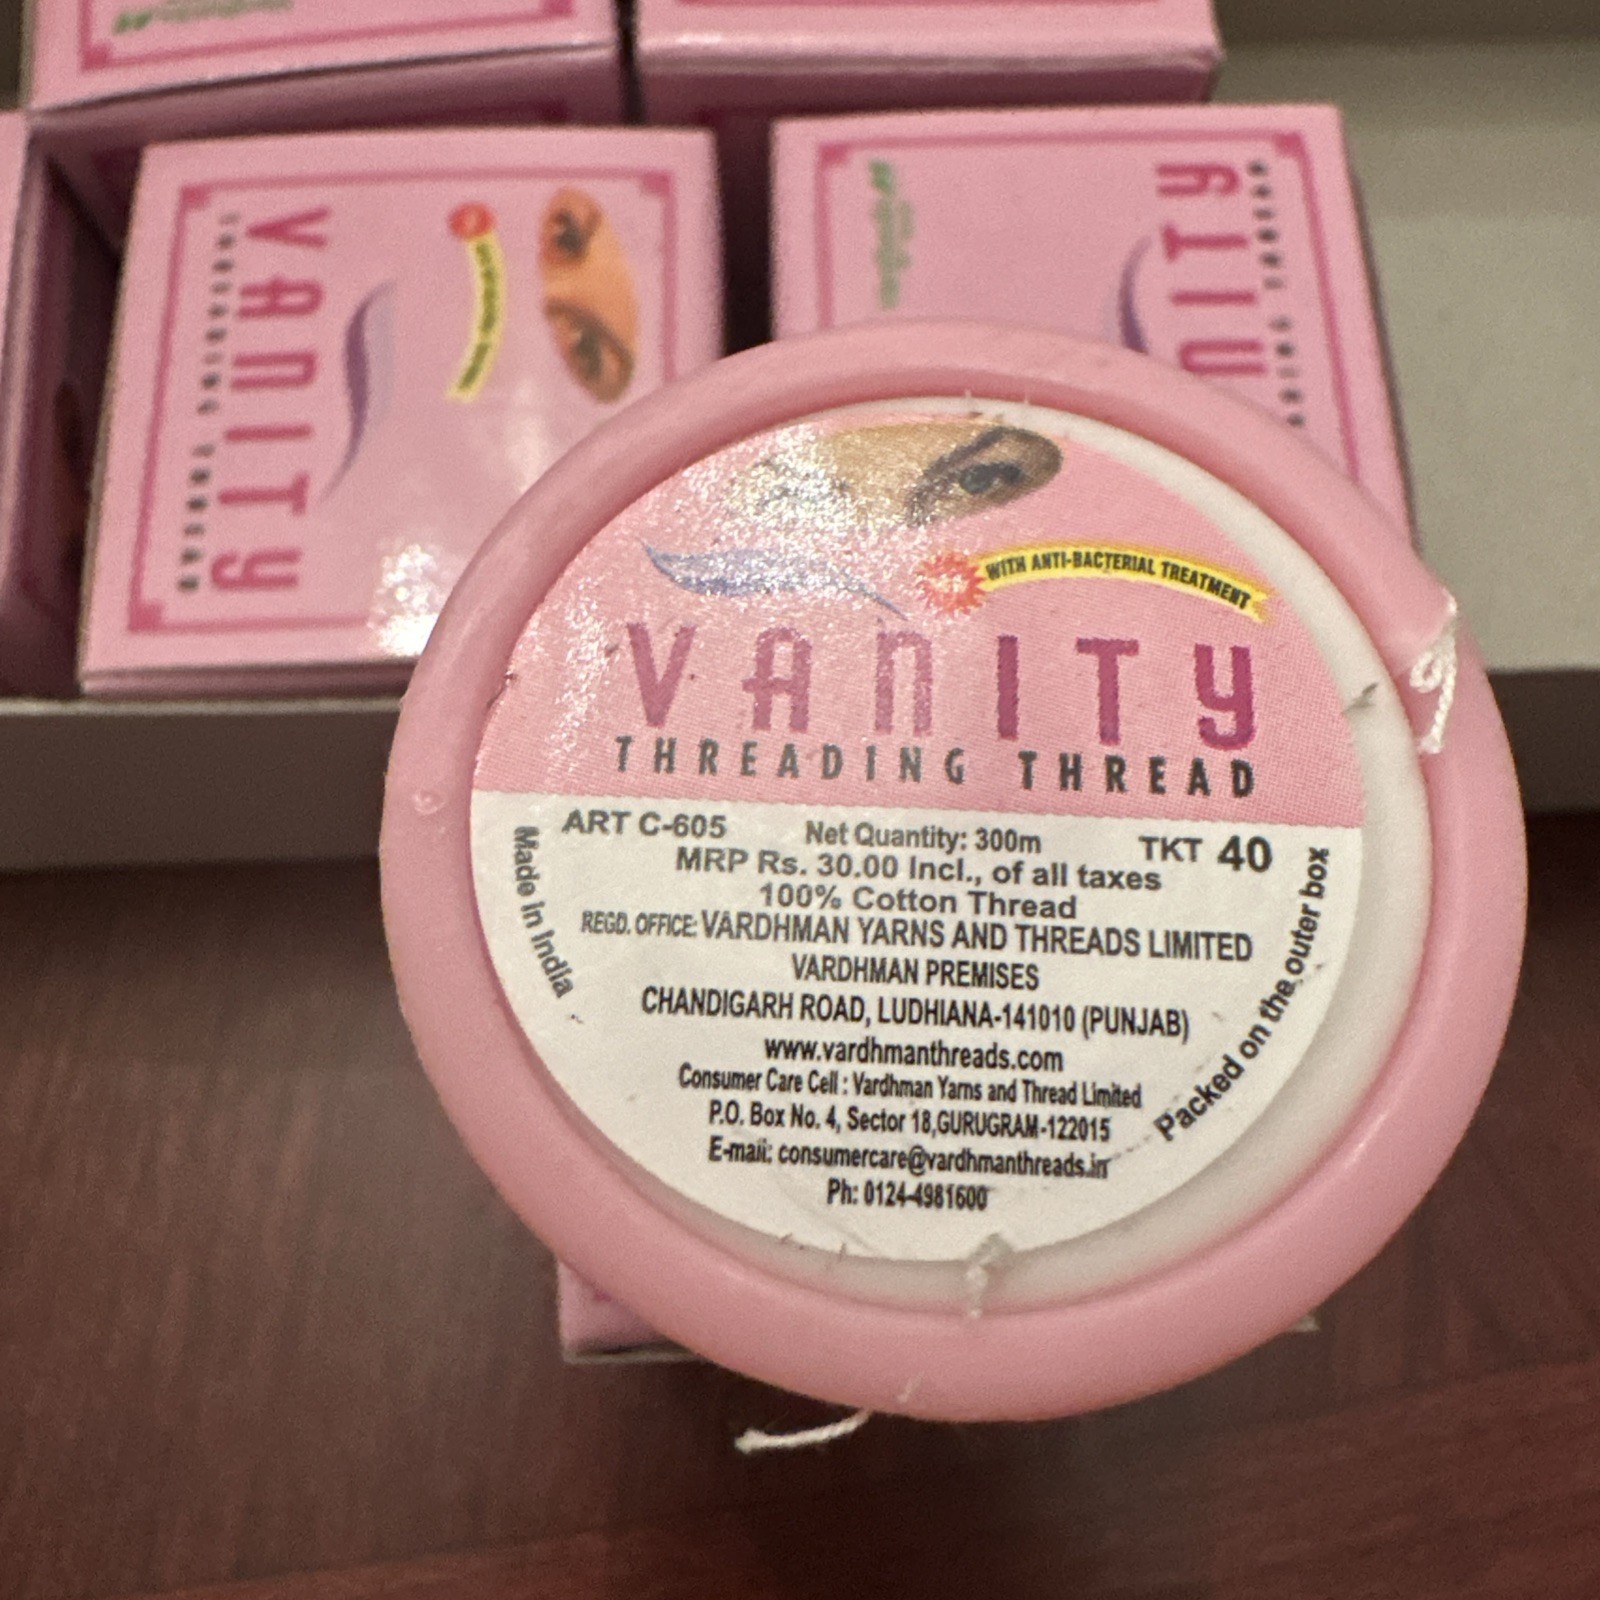 VANITY
THREADING THREAD
VANITY
WITH ANTI-BACTERIAL TREATMENT
VANITY
THREADING THREAD
ART C-605 Net Quantity: 300m TKT 40
MRP Rs. 30.00 Incl., of all taxes
100% Cotton Thread
REGD. OFFICE: VARDHMAN YARNS AND THREADS LIMITED
VARDHMAN PREMISES
CHANDIGARH ROAD, LUDHIANA-141010 (PUNJAB)
www.vardhmanthreads.com
Consumer Care Cell : Vardhman Yarns and Thread Limited
P.O. Box No. 4, Sector 18,GURUGRAM-122015
E-mail: consumercare@vardhmanthreads.in
Ph: 0124-4981600
Made in India
Packed on the outer box